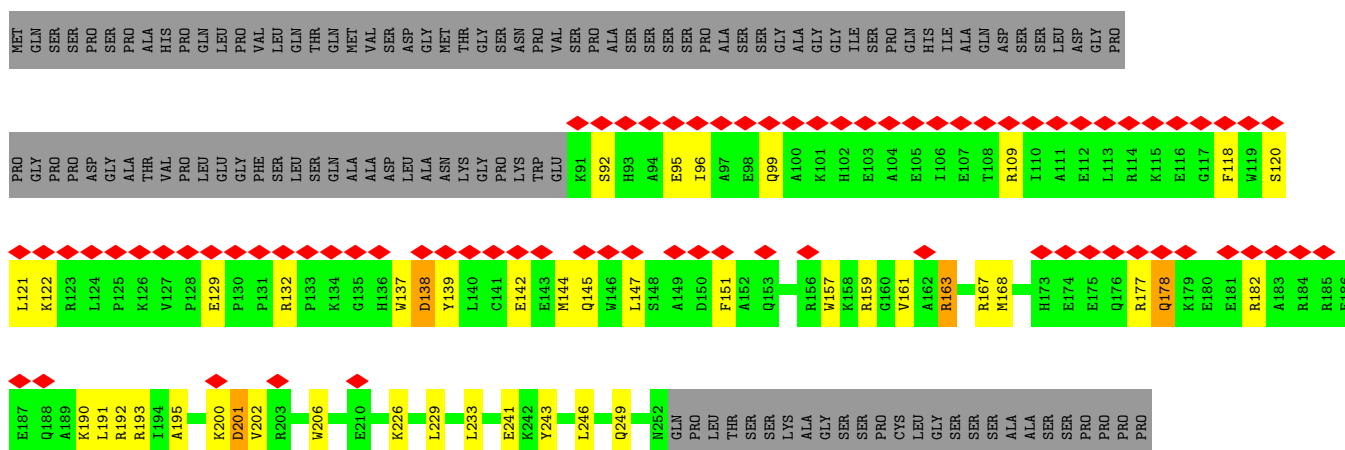 MET GLN SER SER PRO SER PRO ALA HIS PRO GLN LEU PRO VAL LEU GLN THR GLN MET VAL SER ASP GLY MET THR GLY SER ASN PRO VAL SER PRO ALA SER SER SER SER PRO ALA SER SER GLY ALA GLY GLY ILE SER PRO GLN HIS ILE ALA GLN ASP SER SER LEU ASP GLY PRO
PRO GLY PRO PRO ASP GLY ALA THR VAL PRO LEU GLU GLY PHE SER LEU SER GLN ALA ALA ASP LEU ALA ASN LYS GLY PRO LYS TRP GLU K91 S92 H93 A94 E95 I96 A97 E98 Q99 A100 K101 H102 E103 A104 E105 I106 E107 T108 R109 I110 A111 E112 L113 R114 K115 E116 G117 F118 W119 S120
L121 K122 R123 L124 P125 K126 V127 P128 E129 P130 P131 R132 P133 K134 G135 H136 W137 D138 Y139 L140 C141 E142 E143 M144 Q145 W146 L147 S148 A149 D150 F151 A152 Q153 R156 W157 K158 R159 G160 V161 A162 R163 R167 M168 H173 E174 E175 Q176 R177 Q178 K179 E180 E181 R182 A183 R184 R185 E186
E187 Q188 A189 K190 L191 R192 R193 I194 A195 K200 D201 V202 R203 W206 E210 K226 L229 L233 E241 K242 Y243 L246 Q249 N252 GLN PRO LEU THR SER SER LYS ALA GLY SER SER PRO CYS LEU GLY SER SER SER ALA ALA SER SER PRO PRO PRO PRO